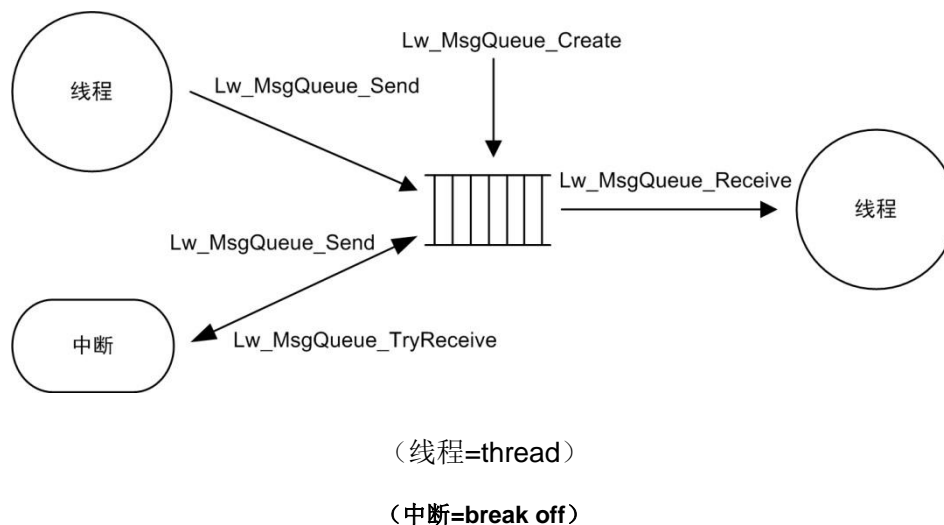 Lw_MsgQueue_Create
线程
Lw_MsgQueue_Send
Lw_MsgQueue_Receive
线程
Lw_MsgQueue_Send
中断
Lw_MsgQueue_TryReceive
（线程=thread）
（中断=break off）